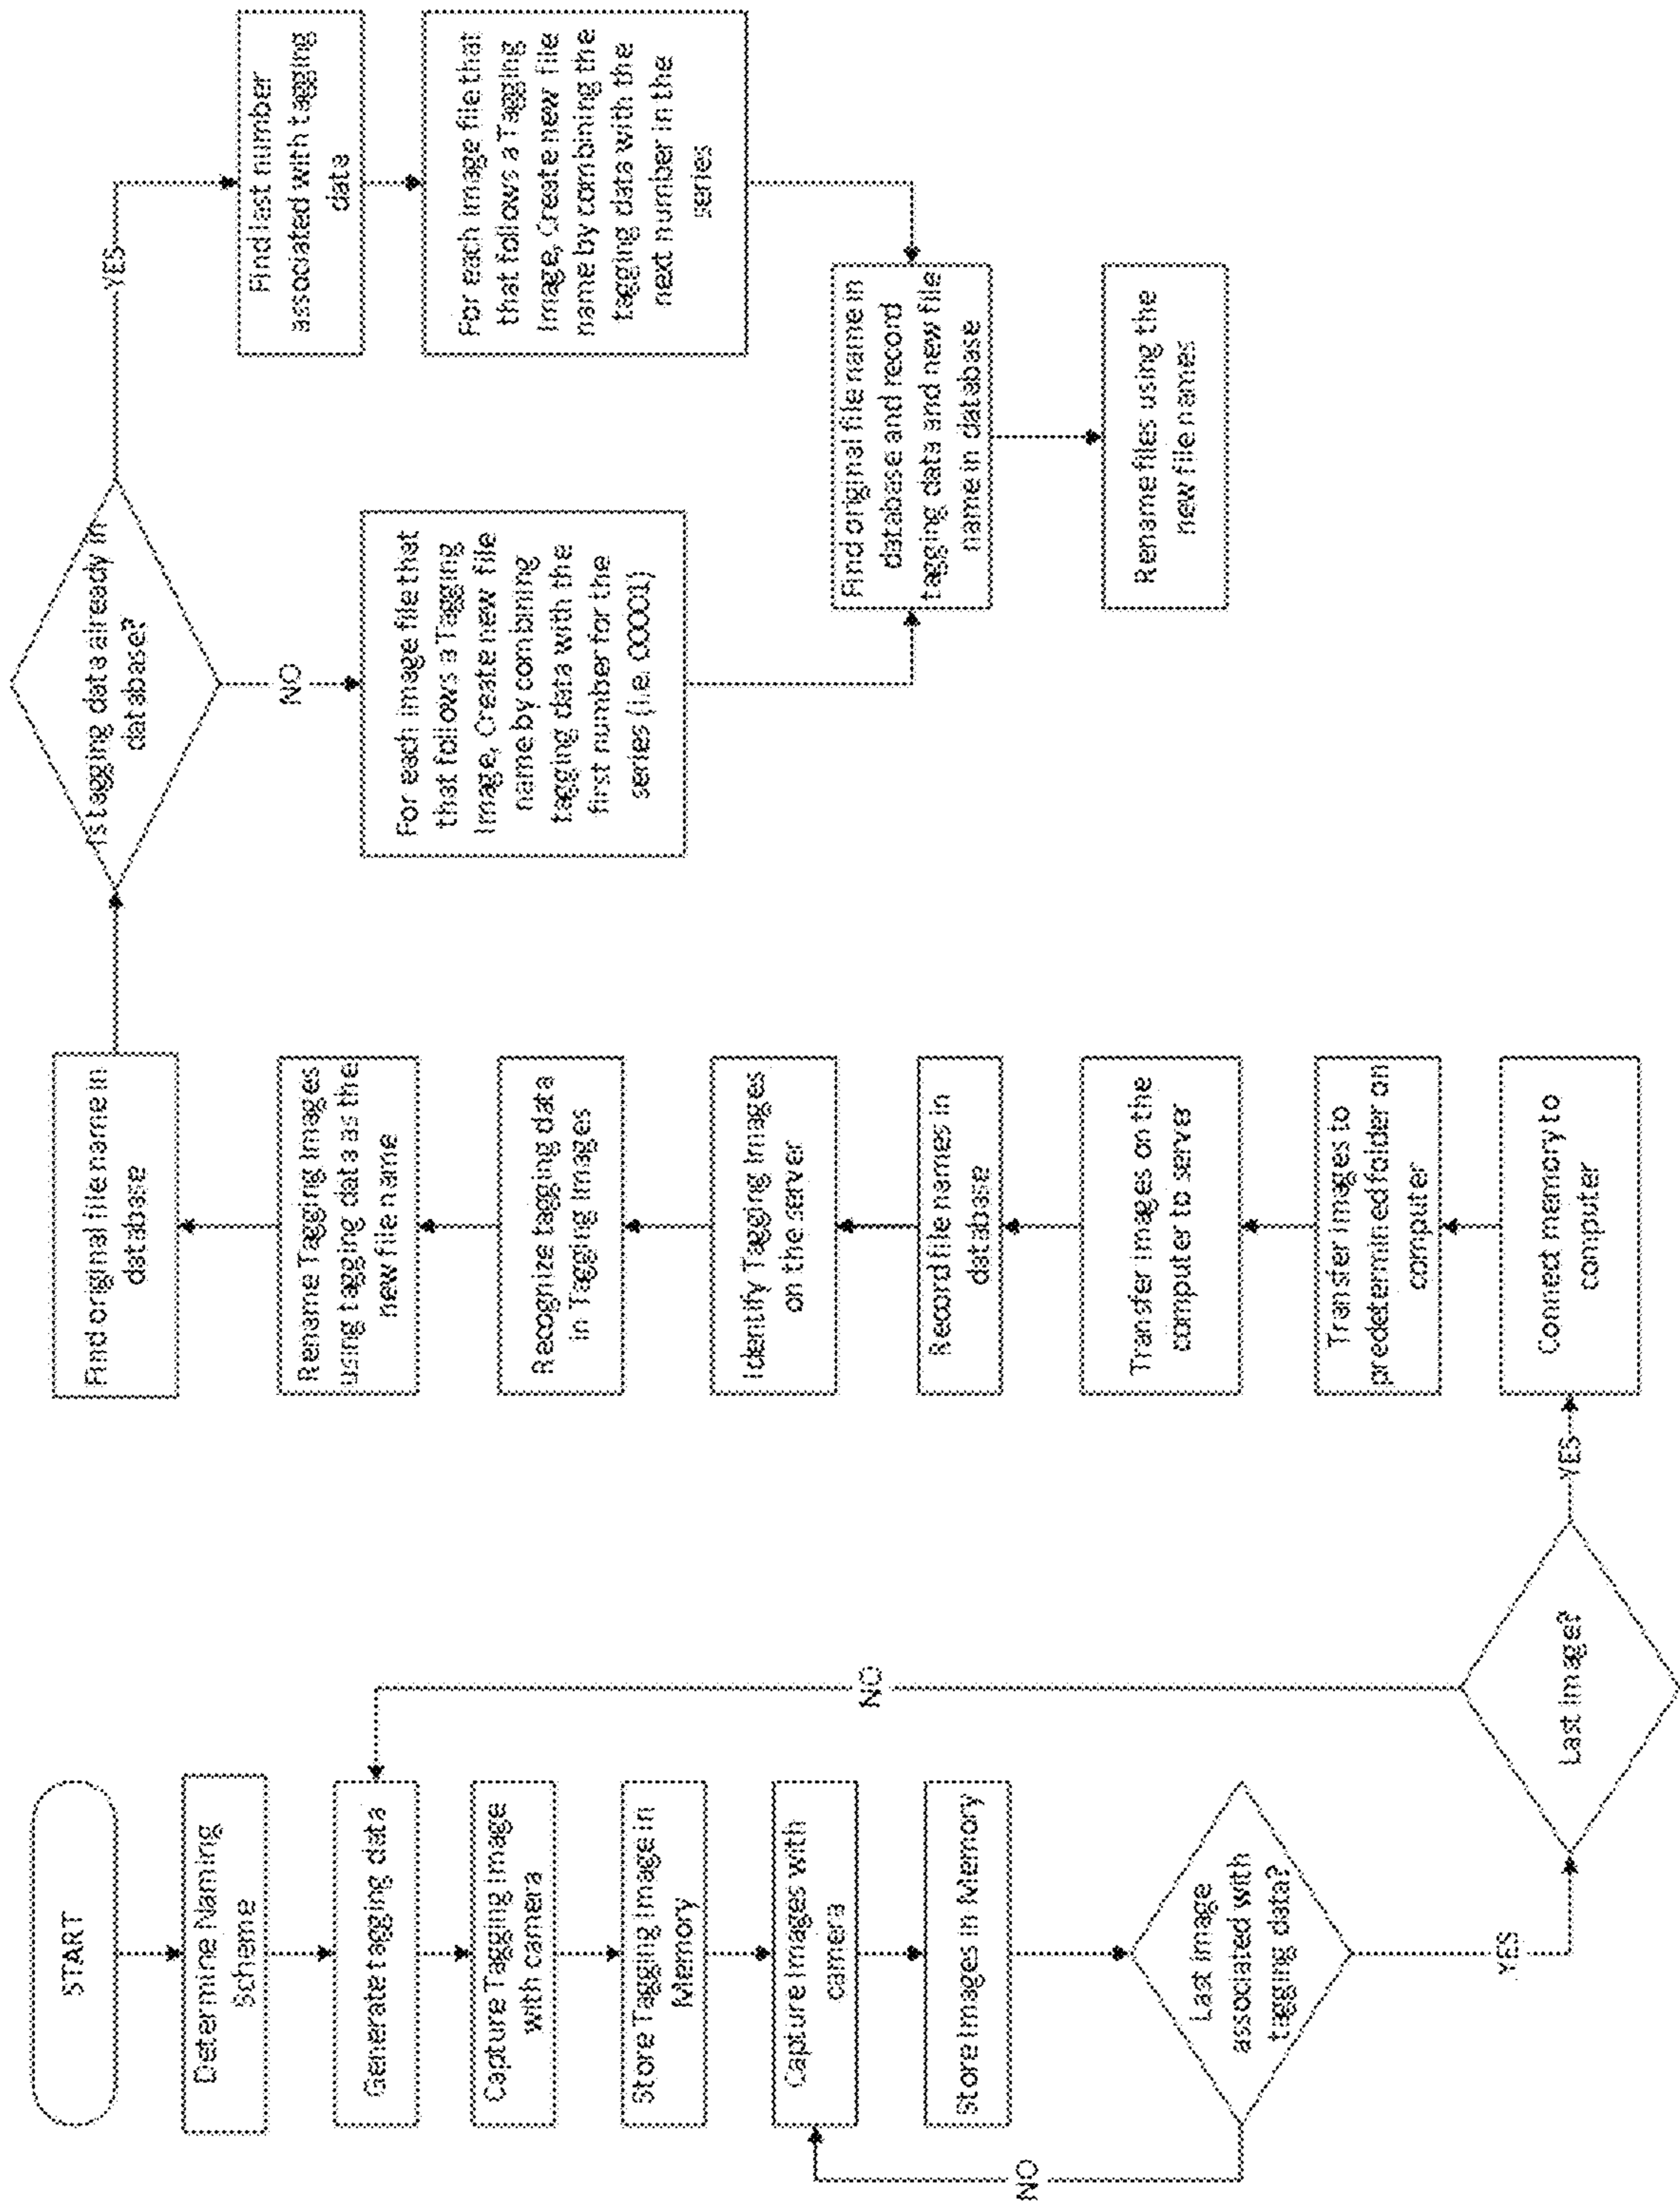 START
Determine Naming
Scheme
Generate tagging data
Capture Tagging Image
with camera
Store Tagging Image in
Memory
Capture Images with
camera
Store Images in Memory
Last image
associated with
tagging data?
NO
YES
Last image?
NO
YES
Connect memory to
computer
Transfer images to
predetermined folder on
computer
Transfer images on the
computer to server
Record file names in
database
Identify Tagging Images
on the server
Recognize tagging data
in Tagging Images
Rename Tagging Images
using tagging data as the
new file name
Find original file name in
database
Is tagging data already in
database?
NO
YES
For each image file that
that follows a Tagging
Image, Create new file
name by combining
tagging data with the
first number for the
series (i.e. 00001)
Find last number
associated with tagging
data
For each image file that
that follows a Tagging
Image, Create new file
name by combining the
tagging data with the
next number in the
series
Find original file name in
database and record
tagging data and new file
name in database
Rename files using the
new file names